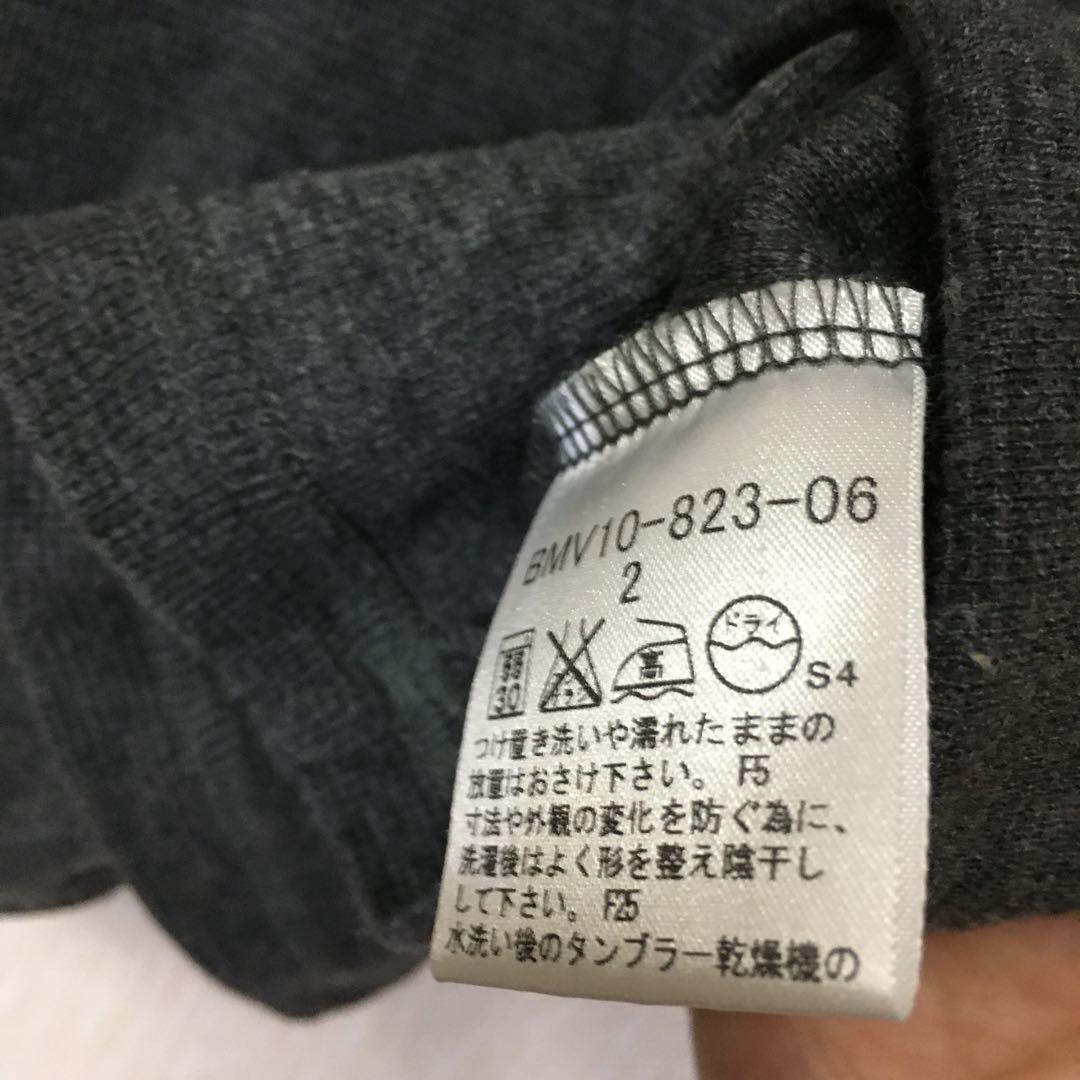 BMV10-823-06
2
30
高
ドライ
S4
つけ置き洗いや濡れたままの
放置はおさけ下さい。 F5
寸法や外観の変化を防ぐ為に、
洗濯後はよく形を整え陰干し
して下さい。 F25
水洗い後のタンブラー乾燥機の